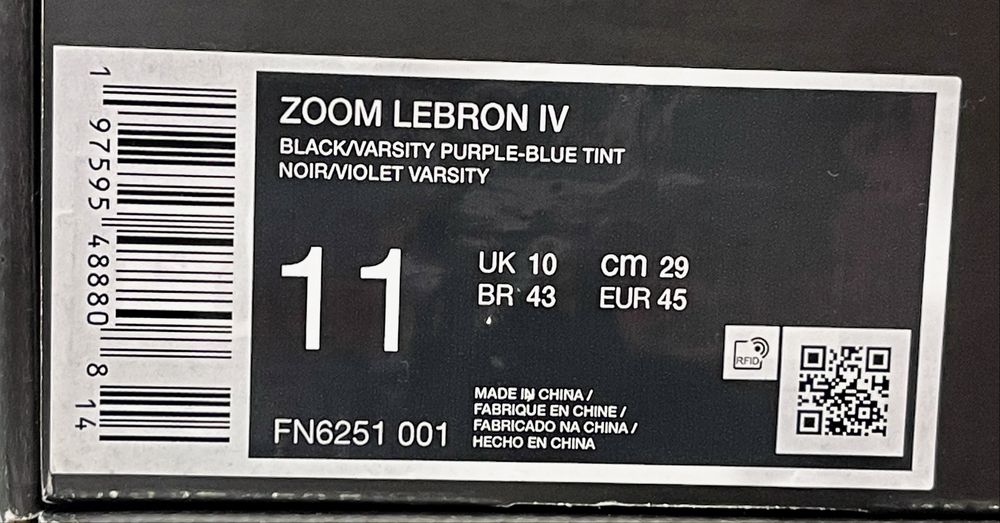 1 97595 48880 8 14
ZOOM LEBRON IV
BLACK/VARSITY PURPLE-BLUE TINT
NOIR/VIOLET VARSITY
11
UK 10 cm 29
BR 43 EUR 45
RFID
MADE IN CHINA /
FABRIQUE EN CHINE /
FABRICADO NA CHINA /
HECHO EN CHINA
FN6251 001